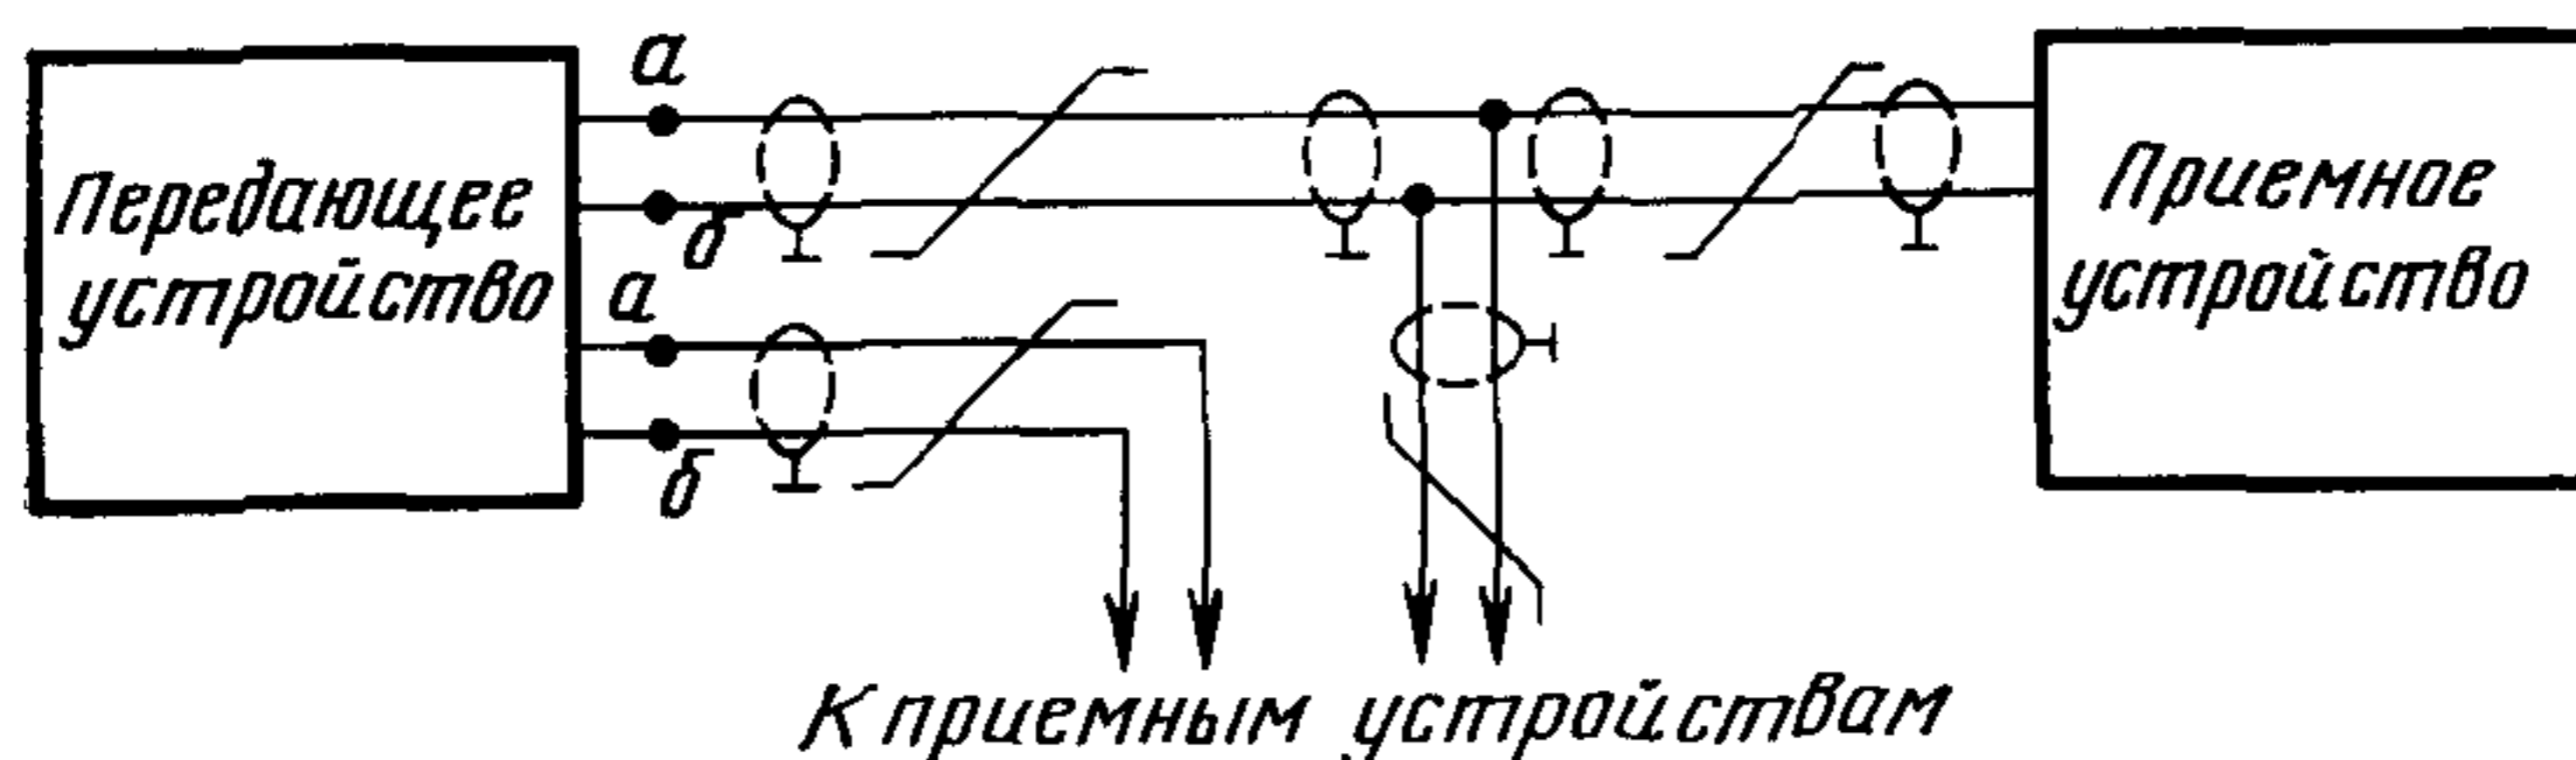 Передающее
устройство
а
б
а
б
Приемное
устройство
К приемным устройствам